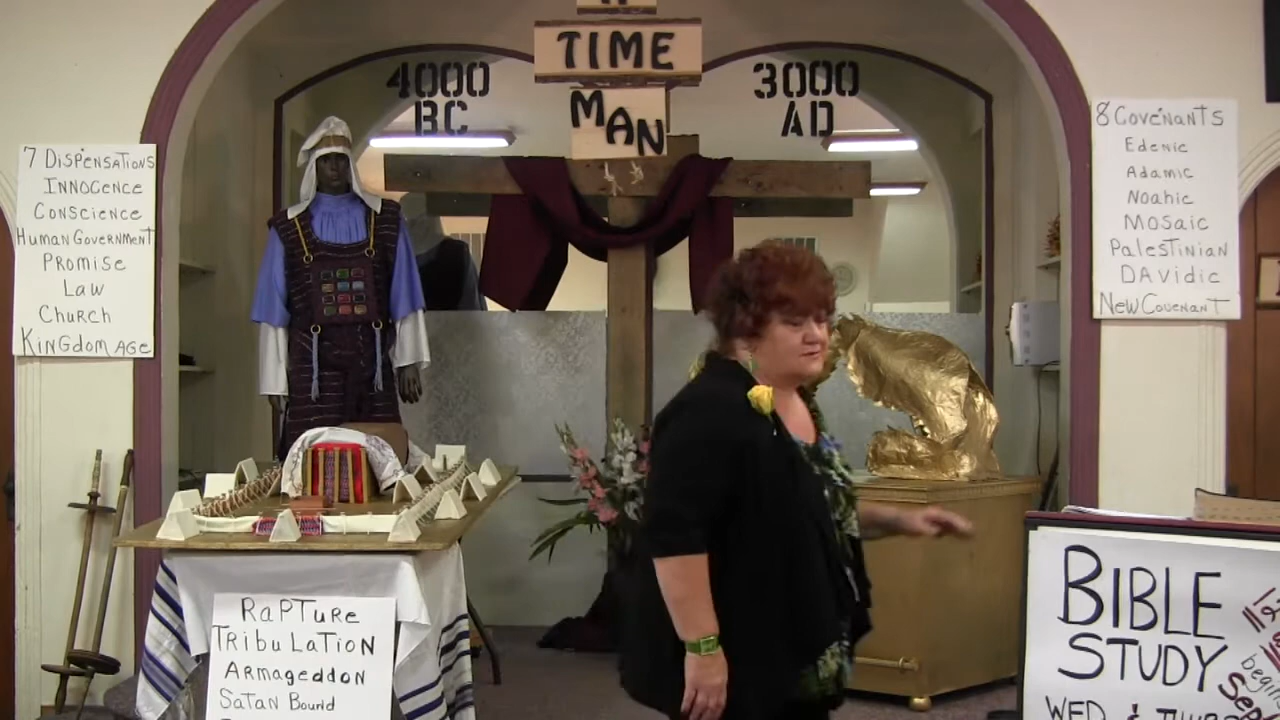 TIME
MAN
4000
BC
3000
AD
7 DISPENSATIONS
INNOCENCE
CONSCIENCE
HUMAN GOVERNMENT
PROMISE
LAW
CHURCH
KINGDOM AGE
8 COVENANTS
EDENIC
ADAMIC
NOAHIC
MOSAIC
PALESTINIAN
DAVIDIC
NEW COVENANT
RAPTURE
TRIBULATION
ARMAGEDDON
SATAN BOUND
BIBLE
STUDY
WED